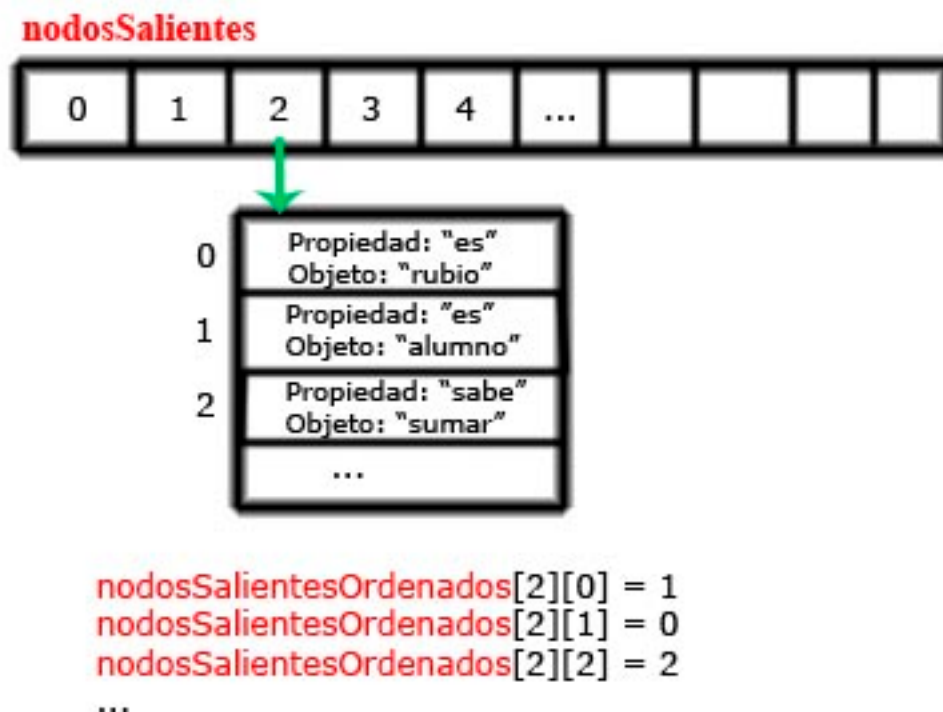 nodosSalientes
0 1 2 3 4 ...
0
Propiedad: "es"
Objeto: "rubio"
1
Propiedad: "es"
Objeto: "alumno"
2
Propiedad: "sabe"
Objeto: "sumar"
...
nodosSalientesOrdenados[2][0] = 1
nodosSalientesOrdenados[2][1] = 0
nodosSalientesOrdenados[2][2] = 2
...